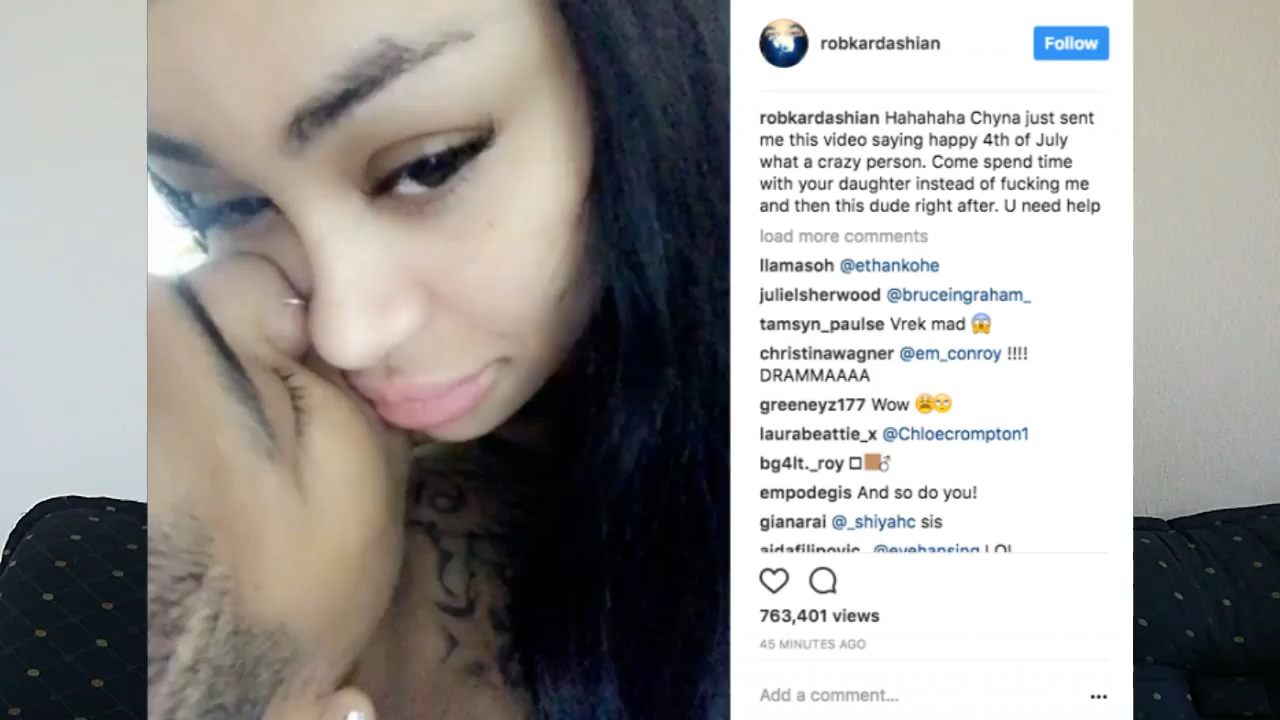 robkardashian
Follow
robkardashian Hahahaha Chyna just sent
me this video saying happy 4th of July
what a crazy person. Come spend time
with your daughter instead of fucking me
and then this dude right after. U need help
load more comments
llamasoh @ethankohe
julielsherwood @bruceingraham_
tamsyn_paulse Vrek mad 😱
christinawagner @em_conroy !!!!
DRAMMAAAA
greeneyz177 Wow 😩🙄
laurabeattie_x @Chloecrompton1
bg4lt._roy
empodegis And so do you!
gianarai @_shiyahc sis
aidafilipovic_ @evehansing LOL
763,401 views
45 MINUTES AGO
Add a comment...